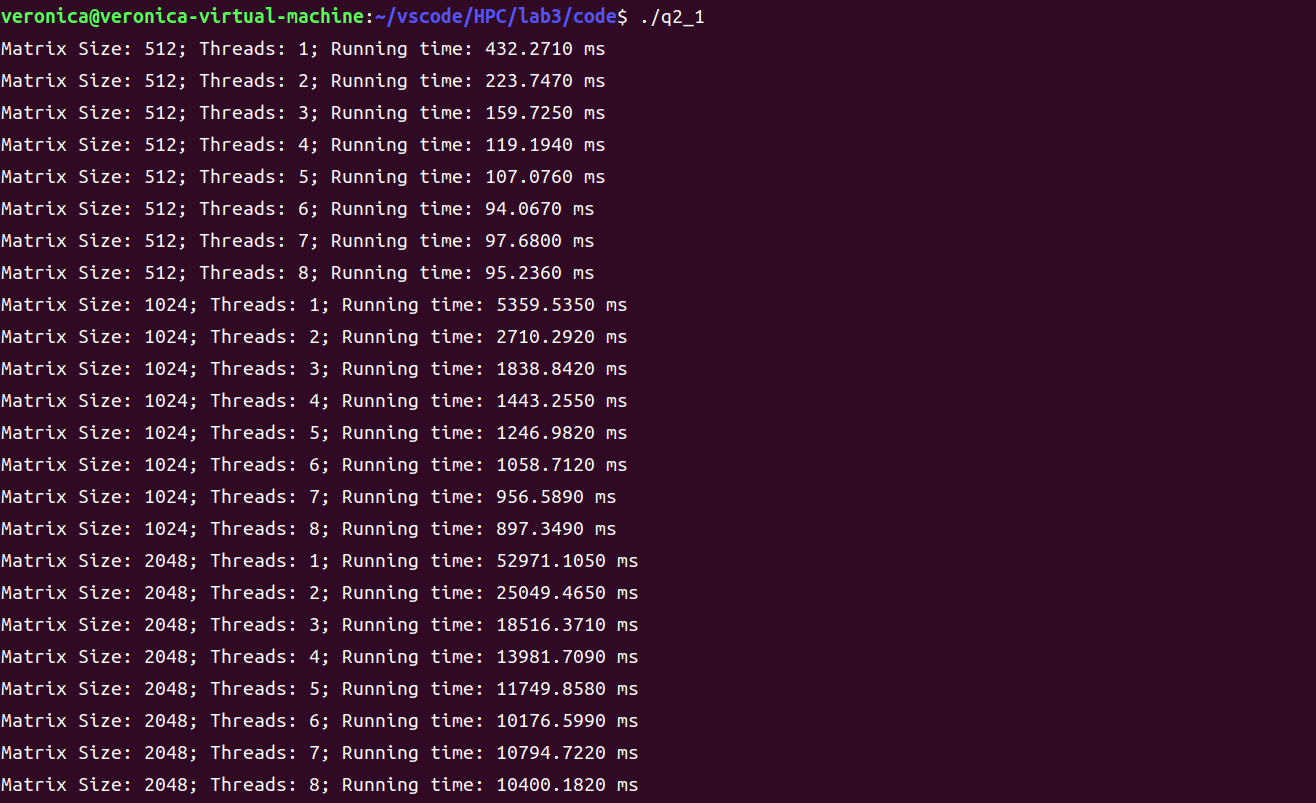 veronica@veronica-virtual-machine:~/vscode/HPC/lab3/code$ ./q2_1
Matrix Size: 512; Threads: 1; Running time: 432.2710 ms
Matrix Size: 512; Threads: 2; Running time: 223.7470 ms
Matrix Size: 512; Threads: 3; Running time: 159.7250 ms
Matrix Size: 512; Threads: 4; Running time: 119.1940 ms
Matrix Size: 512; Threads: 5; Running time: 107.0760 ms
Matrix Size: 512; Threads: 6; Running time: 94.0670 ms
Matrix Size: 512; Threads: 7; Running time: 97.6800 ms
Matrix Size: 512; Threads: 8; Running time: 95.2360 ms
Matrix Size: 1024; Threads: 1; Running time: 5359.5350 ms
Matrix Size: 1024; Threads: 2; Running time: 2710.2920 ms
Matrix Size: 1024; Threads: 3; Running time: 1838.8420 ms
Matrix Size: 1024; Threads: 4; Running time: 1443.2550 ms
Matrix Size: 1024; Threads: 5; Running time: 1246.9820 ms
Matrix Size: 1024; Threads: 6; Running time: 1058.7120 ms
Matrix Size: 1024; Threads: 7; Running time: 956.5890 ms
Matrix Size: 1024; Threads: 8; Running time: 897.3490 ms
Matrix Size: 2048; Threads: 1; Running time: 52971.1050 ms
Matrix Size: 2048; Threads: 2; Running time: 25049.4650 ms
Matrix Size: 2048; Threads: 3; Running time: 18516.3710 ms
Matrix Size: 2048; Threads: 4; Running time: 13981.7090 ms
Matrix Size: 2048; Threads: 5; Running time: 11749.8580 ms
Matrix Size: 2048; Threads: 6; Running time: 10176.5990 ms
Matrix Size: 2048; Threads: 7; Running time: 10794.7220 ms
Matrix Size: 2048; Threads: 8; Running time: 10400.1820 ms